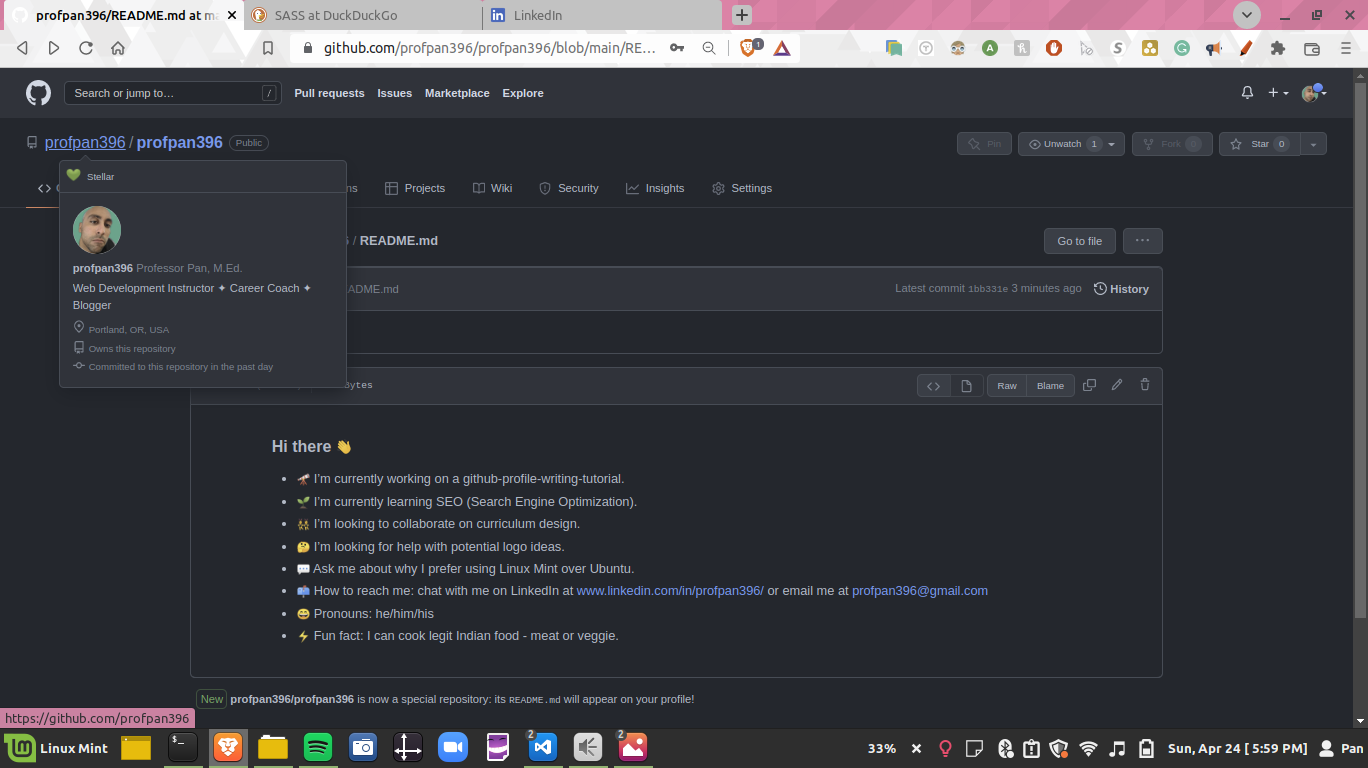 profpan396/README.md at ma
SASS at DuckDuckGo
LinkedIn
github.com/profpan396/profpan396/blob/main/RE...
1
Search or jump to… /
Pull requests Issues Marketplace Explore
profpan396 / profpan396 Public
Pin
Unwatch 1
Fork 0
Star 0
Stellar
Projects
Wiki
Security
Insights
Settings
profpan396 Professor Pan, M.Ed.
Web Development Instructor ✦ Career Coach ✦
Blogger
Portland, OR, USA
Owns this repository
Committed to this repository in the past day
/ README.md
Go to file
...
Latest commit 1bb331e 3 minutes ago
History
Bytes
<>
Raw
Blame
Hi there 👋
• 🔭 I'm currently working on a github-profile-writing-tutorial.
• 🌱 I'm currently learning SEO (Search Engine Optimization).
• 👯 I'm looking to collaborate on curriculum design.
• 🤔 I'm looking for help with potential logo ideas.
• 💬 Ask me about why I prefer using Linux Mint over Ubuntu.
• 📫 How to reach me: chat with me on LinkedIn at www.linkedin.com/in/profpan396/ or email me at profpan396@gmail.com
• 😄 Pronouns: he/him/his
• ⚡ Fun fact: I can cook legit Indian food - meat or veggie.
New profpan396/profpan396 is now a special repository: its README.md will appear on your profile!
https://github.com/profpan396
Linux Mint
$_
2
2
33%
Sun, Apr 24 [ 5:59 PM]
Pan